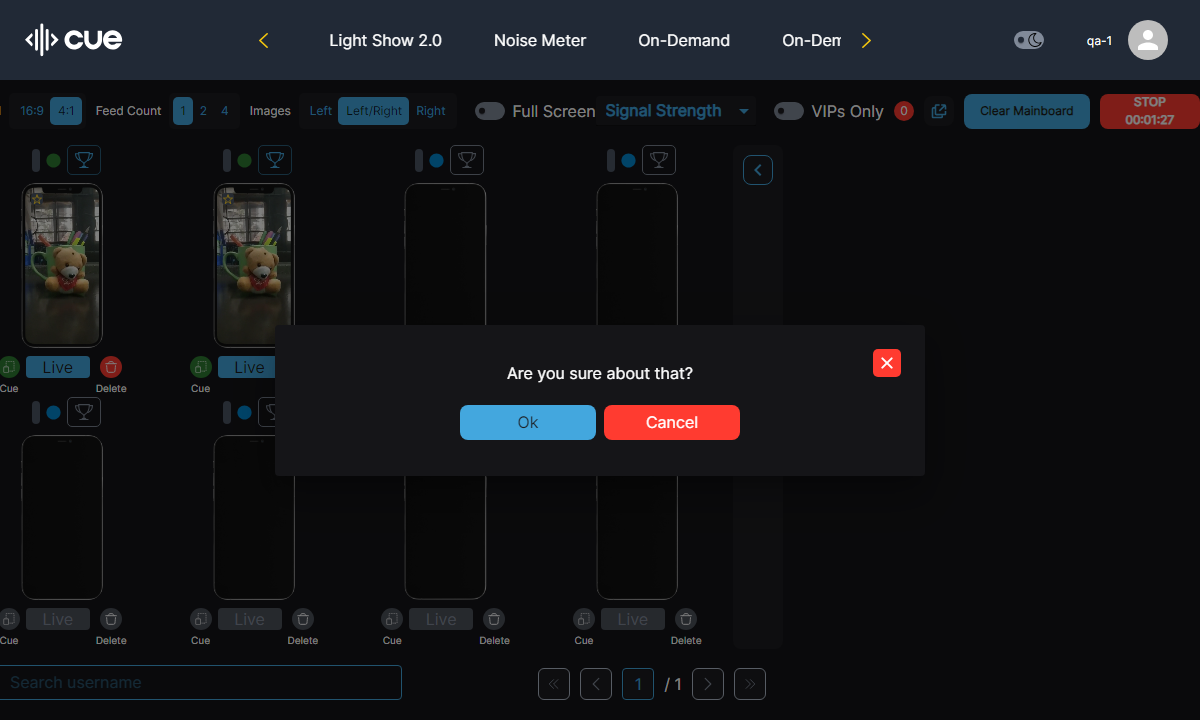 cue
Light Show 2.0
Noise Meter
On-Demand
On-Dem
qa-1
16:9
4:1
Feed Count
1
2
4
Images
Left
Left/Right
Right
Full Screen
Signal Strength
VIPs Only
0
Clear Mainboard
STOP
00:01:27
Live
Live
Cue
Delete
Cue
Are you sure about that?
Ok
Cancel
Live
Live
Live
Live
Cue
Delete
Cue
Delete
Cue
Delete
Cue
Delete
Search username
1
/ 1